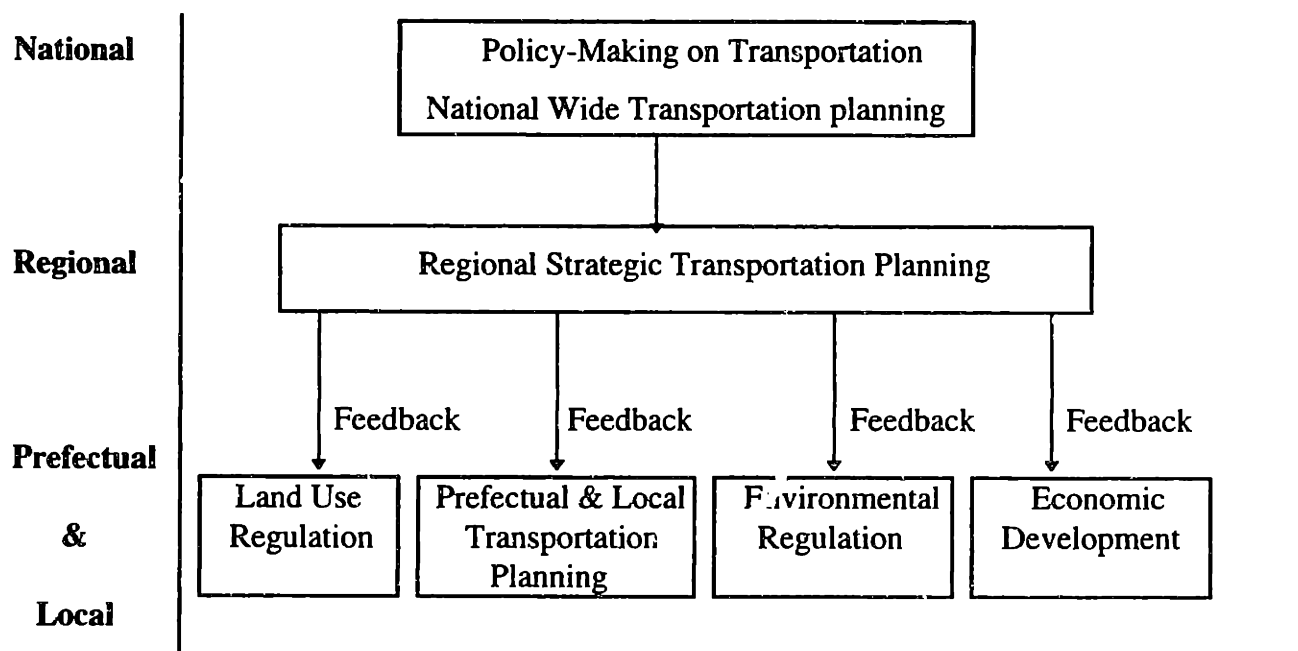 National
Policy-Making on Transportation
National Wide Transportation planning
Regional
Regional Strategic Transportation Planning
Feedback
Feedback
Feedback
Feedback
Prefectual
&
Local
Land Use
Regulation
Prefectual & Local
Transportation
Planning
Environmental
Regulation
Economic
Development